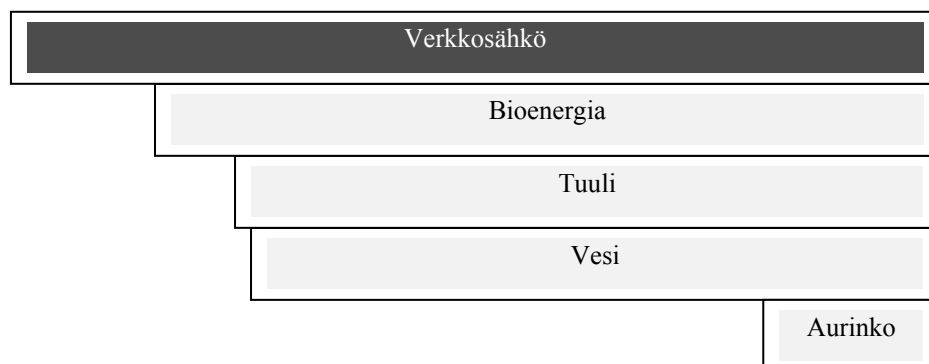 Verkkosähkö
Bioenergia
Tuuli
Vesi
Aurinko